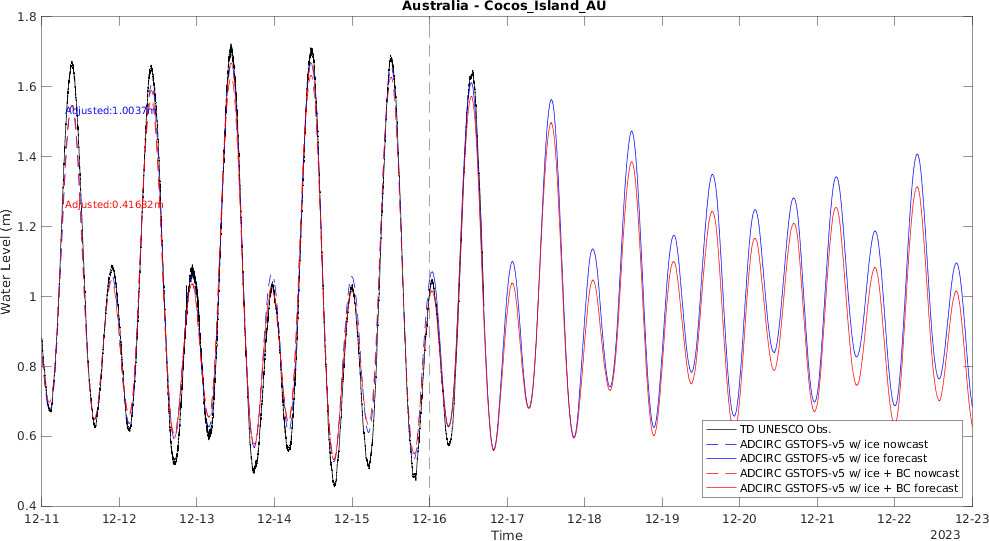 Australia - Cocos_Island_AU
Water Level (m)
1.8
1.6
1.4
1.2
1
0.8
0.6
0.4
Adjusted:1.0037m
Adjusted:0.41632m
TD UNESCO Obs.
ADCIRC GSTOFS-v5 w/ ice nowcast
ADCIRC GSTOFS-v5 w/ ice forecast
ADCIRC GSTOFS-v5 w/ ice + BC nowcast
ADCIRC GSTOFS-v5 w/ ice + BC forecast
12-11 12-12 12-13 12-14 12-15 12-16 12-17 12-18 12-19 12-20 12-21 12-22 12-23
Time
2023